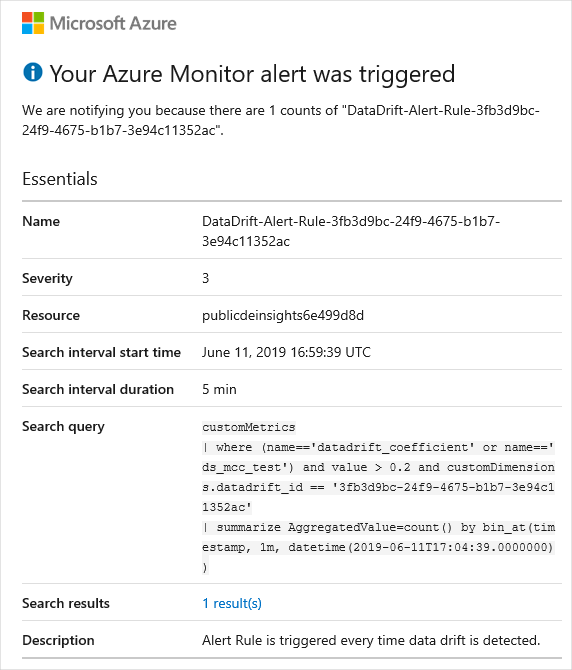 Microsoft Azure
Your Azure Monitor alert was triggered
We are notifying you because there are 1 counts of "DataDrift-Alert-Rule-3fb3d9bc-
24f9-4675-b1b7-3e94c11352ac".
Essentials
Name DataDrift-Alert-Rule-3fb3d9bc-24f9-4675-b1b7-
3e94c11352ac
Severity 3
Resource publicdeinsights6e499d8d
Search interval start time June 11, 2019 16:59:39 UTC
Search interval duration 5 min
Search query customMetrics
| where (name=='datadrift_coefficient' or name=='
ds_mcc_test') and value > 0.2 and customDimension
s.datadrift_id == '3fb3d9bc-24f9-4675-b1b7-3e94c1
1352ac'
| summarize AggregatedValue=count() by bin_at(tim
estamp, 1m, datetime(2019-06-11T17:04:39.0000000)
)
Search results 1 result(s)
Description Alert Rule is triggered every time data drift is detected.